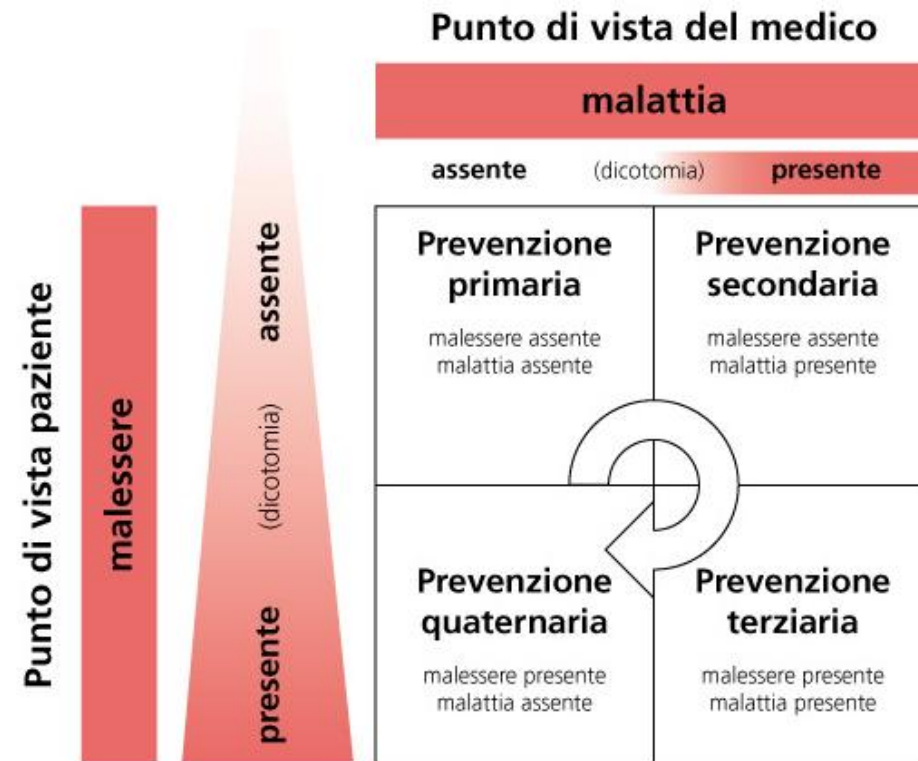 Punto di vista del medico
malattia
assente (dicotomia) presente
Punto di vista paziente
malessere
assente
(dicotomia)
presente
Prevenzione
primaria
malessere assente
malattia assente
Prevenzione
secondaria
malessere assente
malattia presente
Prevenzione
quaternaria
malessere presente
malattia assente
Prevenzione
terziaria
malessere presente
malattia presente